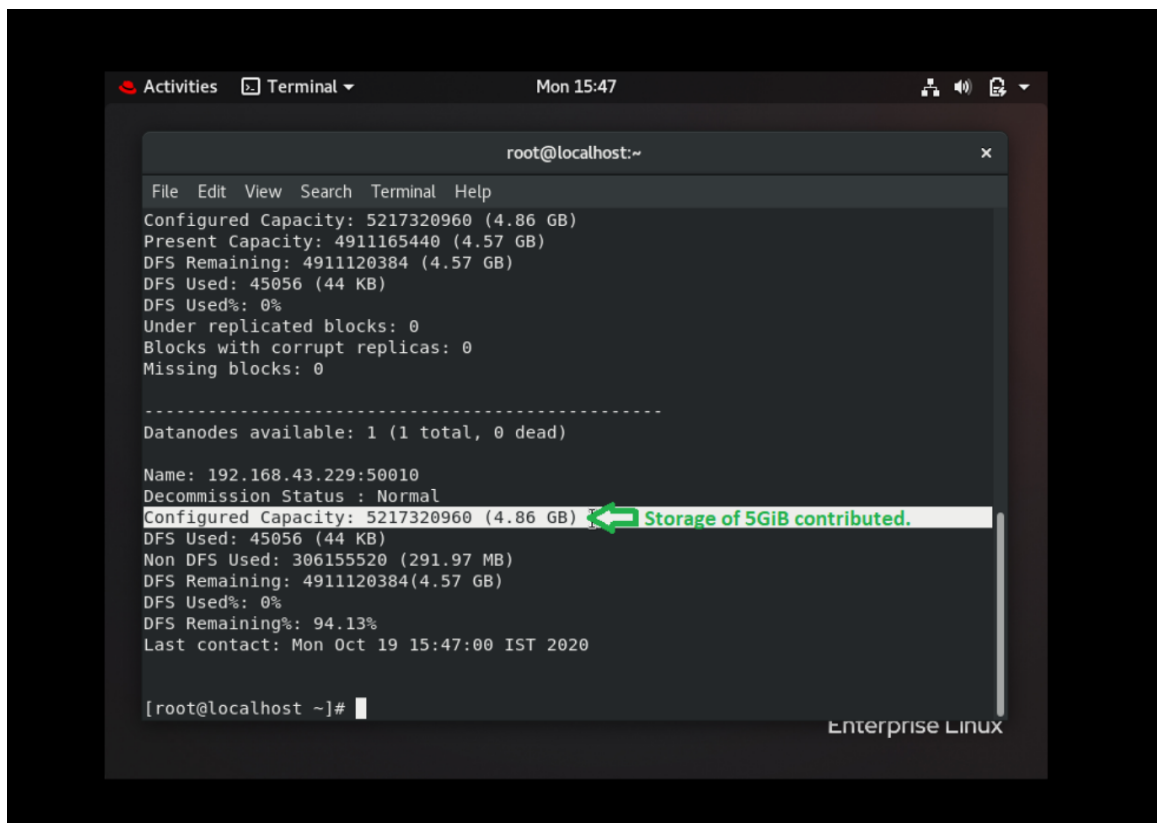 Activities Terminal Mon 15:47
root@localhost:~ ×
File Edit View Search Terminal Help
Configured Capacity: 5217320960 (4.86 GB)
Present Capacity: 4911165440 (4.57 GB)
DFS Remaining: 4911120384 (4.57 GB)
DFS Used: 45056 (44 KB)
DFS Used%: 0%
Under replicated blocks: 0
Blocks with corrupt replicas: 0
Missing blocks: 0
-------------------------------------------------
Datanodes available: 1 (1 total, 0 dead)
Name: 192.168.43.229:50010
Decommission Status : Normal
Configured Capacity: 5217320960 (4.86 GB) Storage of 5GiB contributed.
DFS Used: 45056 (44 KB)
Non DFS Used: 306155520 (291.97 MB)
DFS Remaining: 4911120384(4.57 GB)
DFS Used%: 0%
DFS Remaining%: 94.13%
Last contact: Mon Oct 19 15:47:00 IST 2020
[root@localhost ~]#
Enterprise Linux